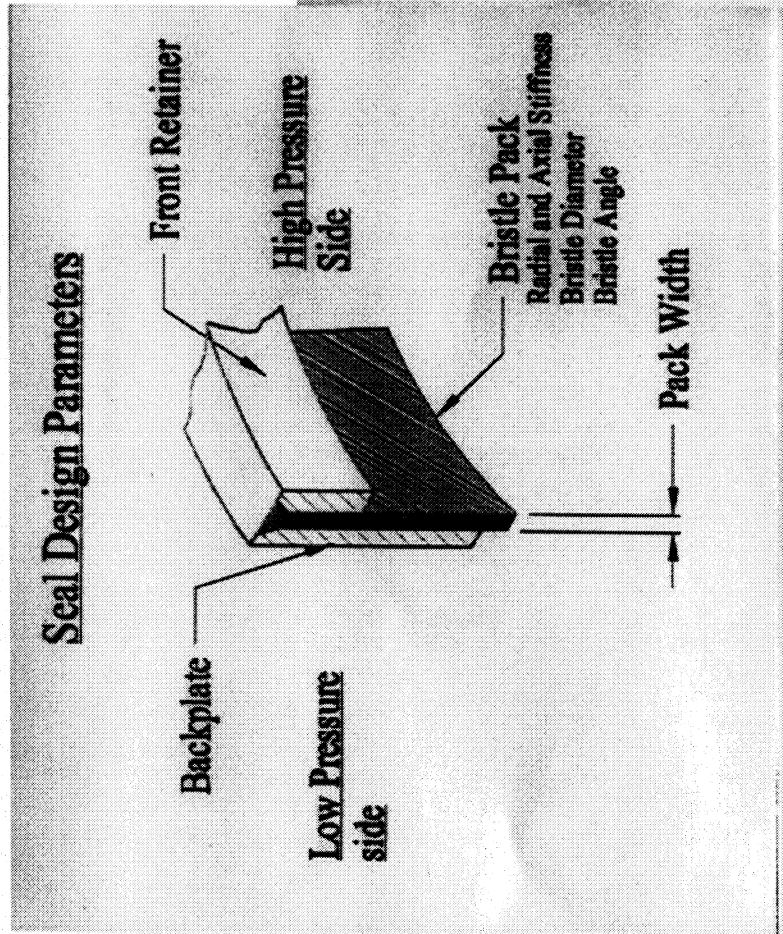 Seal Design Parameters
Backplate
Front Retainer
Low Pressure
side
High Pressure
Side
Bristle Pack
Radial and Axial Stiffness
Bristle Diameter
Bristle Angle
Pack Width